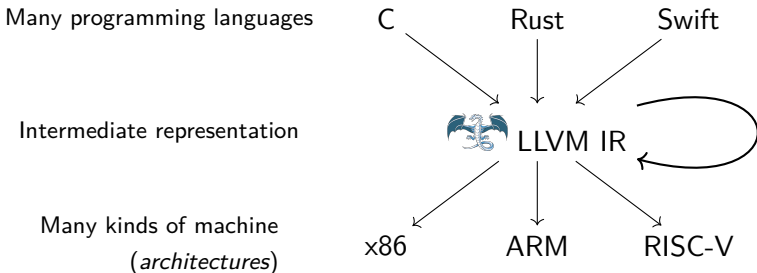 Many programming languages C Rust Swift
Intermediate representation LLVM IR
Many kinds of machine
x86 ARM RISC-V
(architectures)